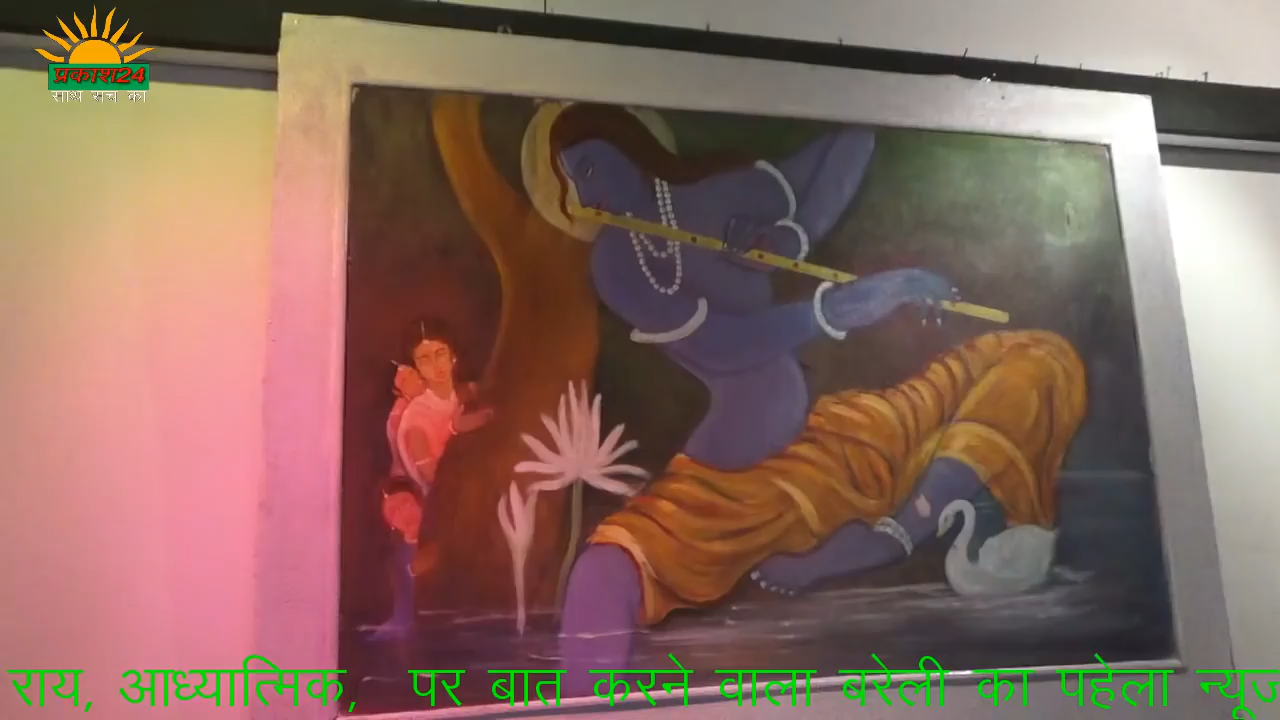 प्रकाश24
साथ सच का
राय, आध्यात्मिक, पर बात करने वाला बरेली का पहेला